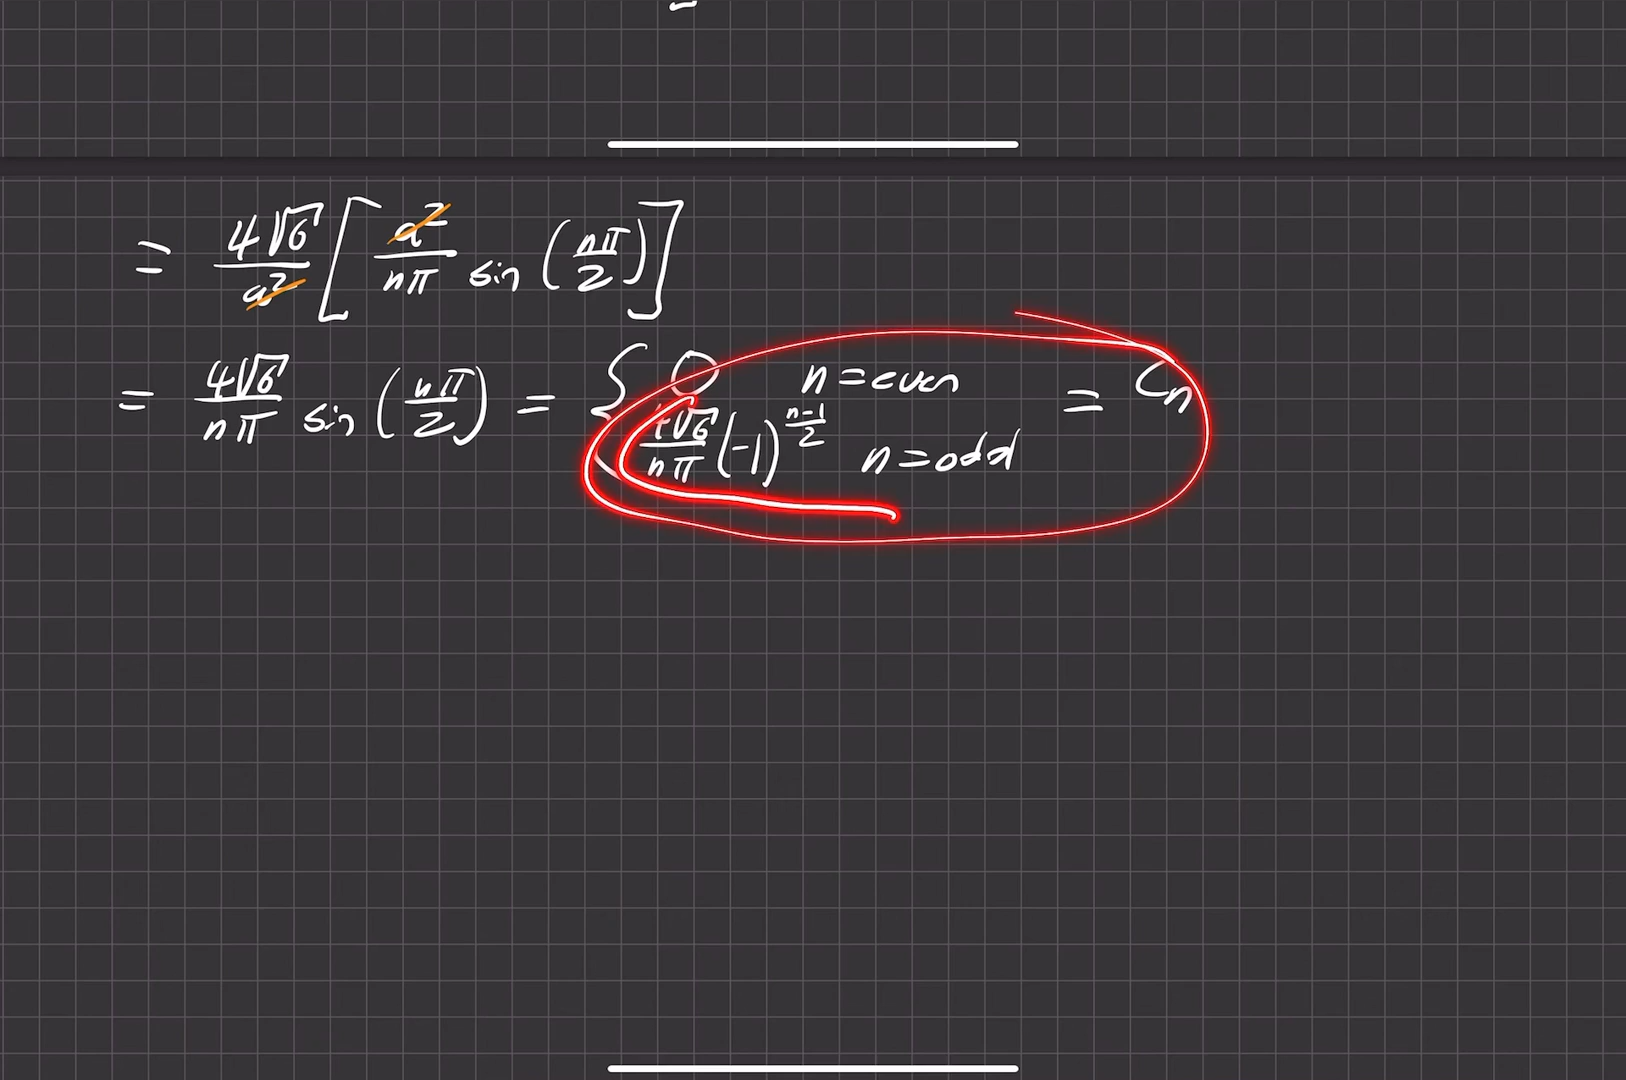 = 4√6/a² [ a²/nπ sin (nπ/2) ]
= 4√6/nπ sin (nπ/2) = { 0 n = even = Cn
4√6/nπ (-1)^((n-1)/2) n = odd